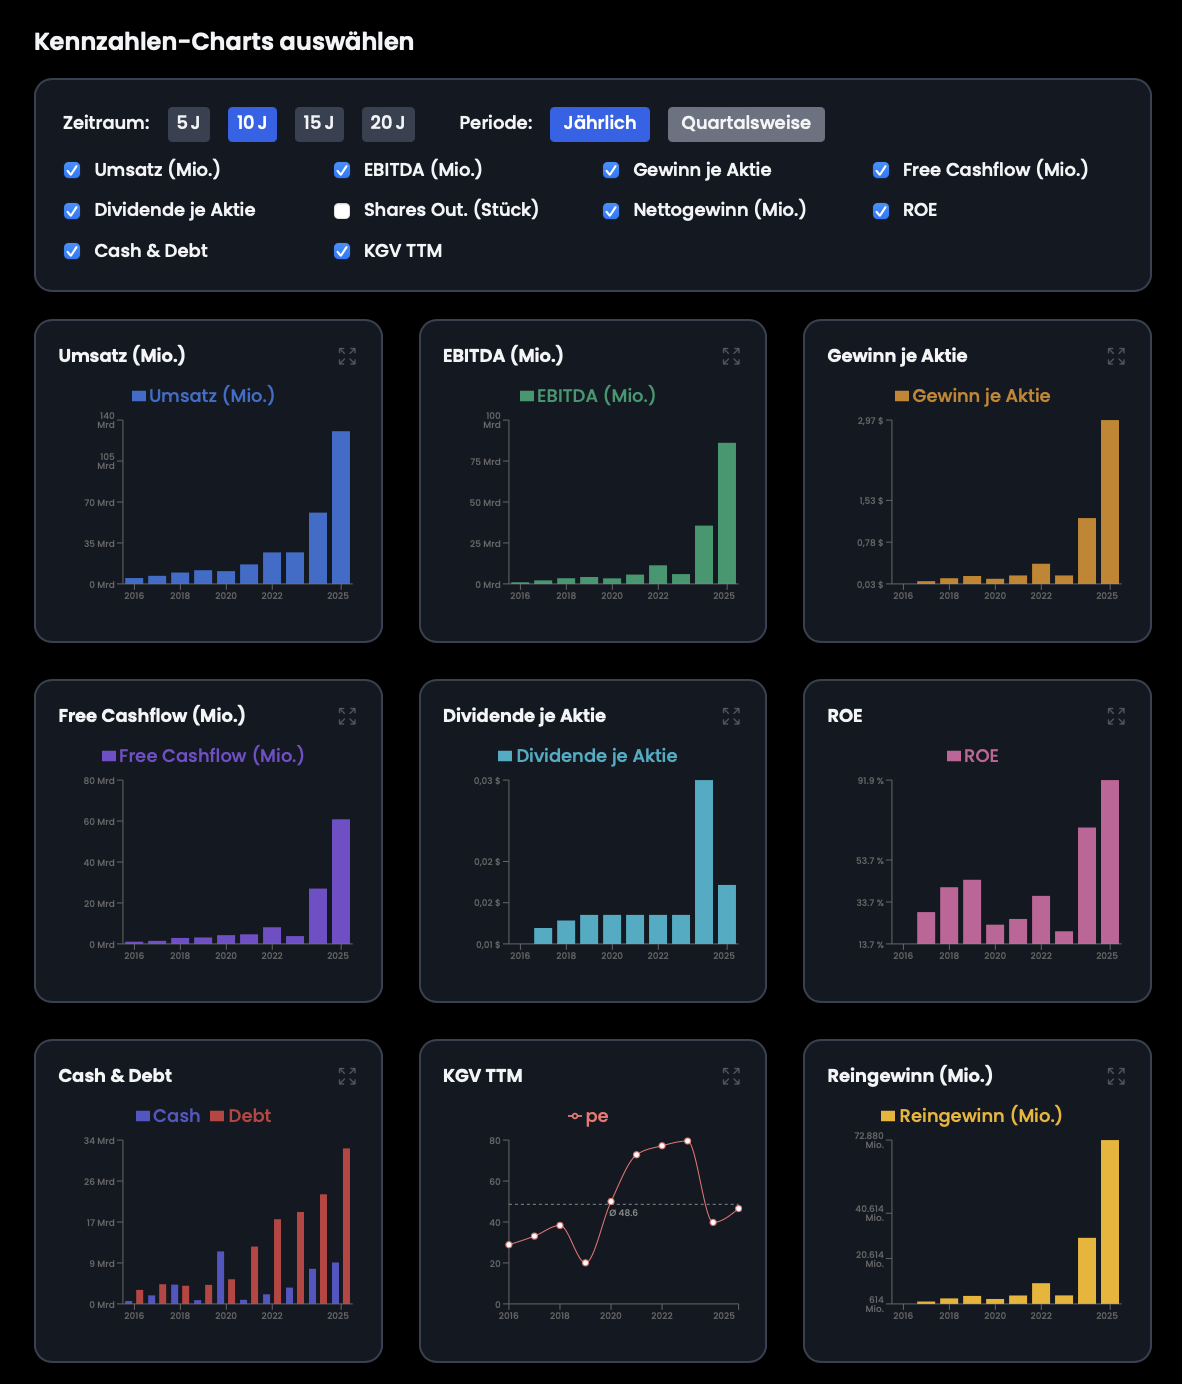 Kennzahlen-Charts auswählen
Zeitraum: 5 J 10 J 15 J 20 J Periode: Jährlich Quartalsweise
Umsatz (Mio.) EBITDA (Mio.) Gewinn je Aktie Free Cashflow (Mio.)
Dividende je Aktie Shares Out. (Stück) Nettogewinn (Mio.) ROE
Cash & Debt KGV TTM
Umsatz (Mio.)
Umsatz (Mio.)
140
Mrd
105
Mrd
70 Mrd
35 Mrd
0 Mrd
2016 2018 2020 2022 2025
EBITDA (Mio.)
EBITDA (Mio.)
100
Mrd
75 Mrd
50 Mrd
25 Mrd
0 Mrd
2016 2018 2020 2022 2025
Gewinn je Aktie
Gewinn je Aktie
2,97 $
1,53 $
0,78 $
0,03 $
2016 2018 2020 2022 2025
Free Cashflow (Mio.)
Free Cashflow (Mio.)
80 Mrd
60 Mrd
40 Mrd
20 Mrd
0 Mrd
2016 2018 2020 2022 2025
Dividende je Aktie
Dividende je Aktie
0,03 $
0,02 $
0,02 $
0,01 $
2016 2018 2020 2022 2025
ROE
ROE
91.9 %
53.7 %
33.7 %
13.7 %
2016 2018 2020 2022 2025
Cash & Debt
Cash Debt
34 Mrd
26 Mrd
17 Mrd
9 Mrd
0 Mrd
2016 2018 2020 2022 2025
KGV TTM
pe
80
60
40
20
0
Ø 48.6
2016 2018 2020 2022 2025
Reingewinn (Mio.)
Reingewinn (Mio.)
72.880
Mio.
40.614
Mio.
20.614
Mio.
614
Mio.
2016 2018 2020 2022 2025